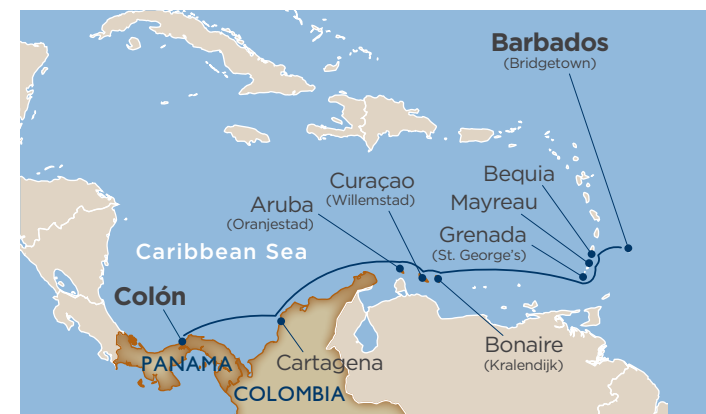 Barbados
(Bridgetown)
Curaçao
(Willemstad)
Bequia
Aruba
(Oranjestad)
Mayreau
Grenada
(St. George's)
Caribbean Sea
Colón
PANAMA
Cartagena
COLOMBIA
Bonaire
(Kralendijk)